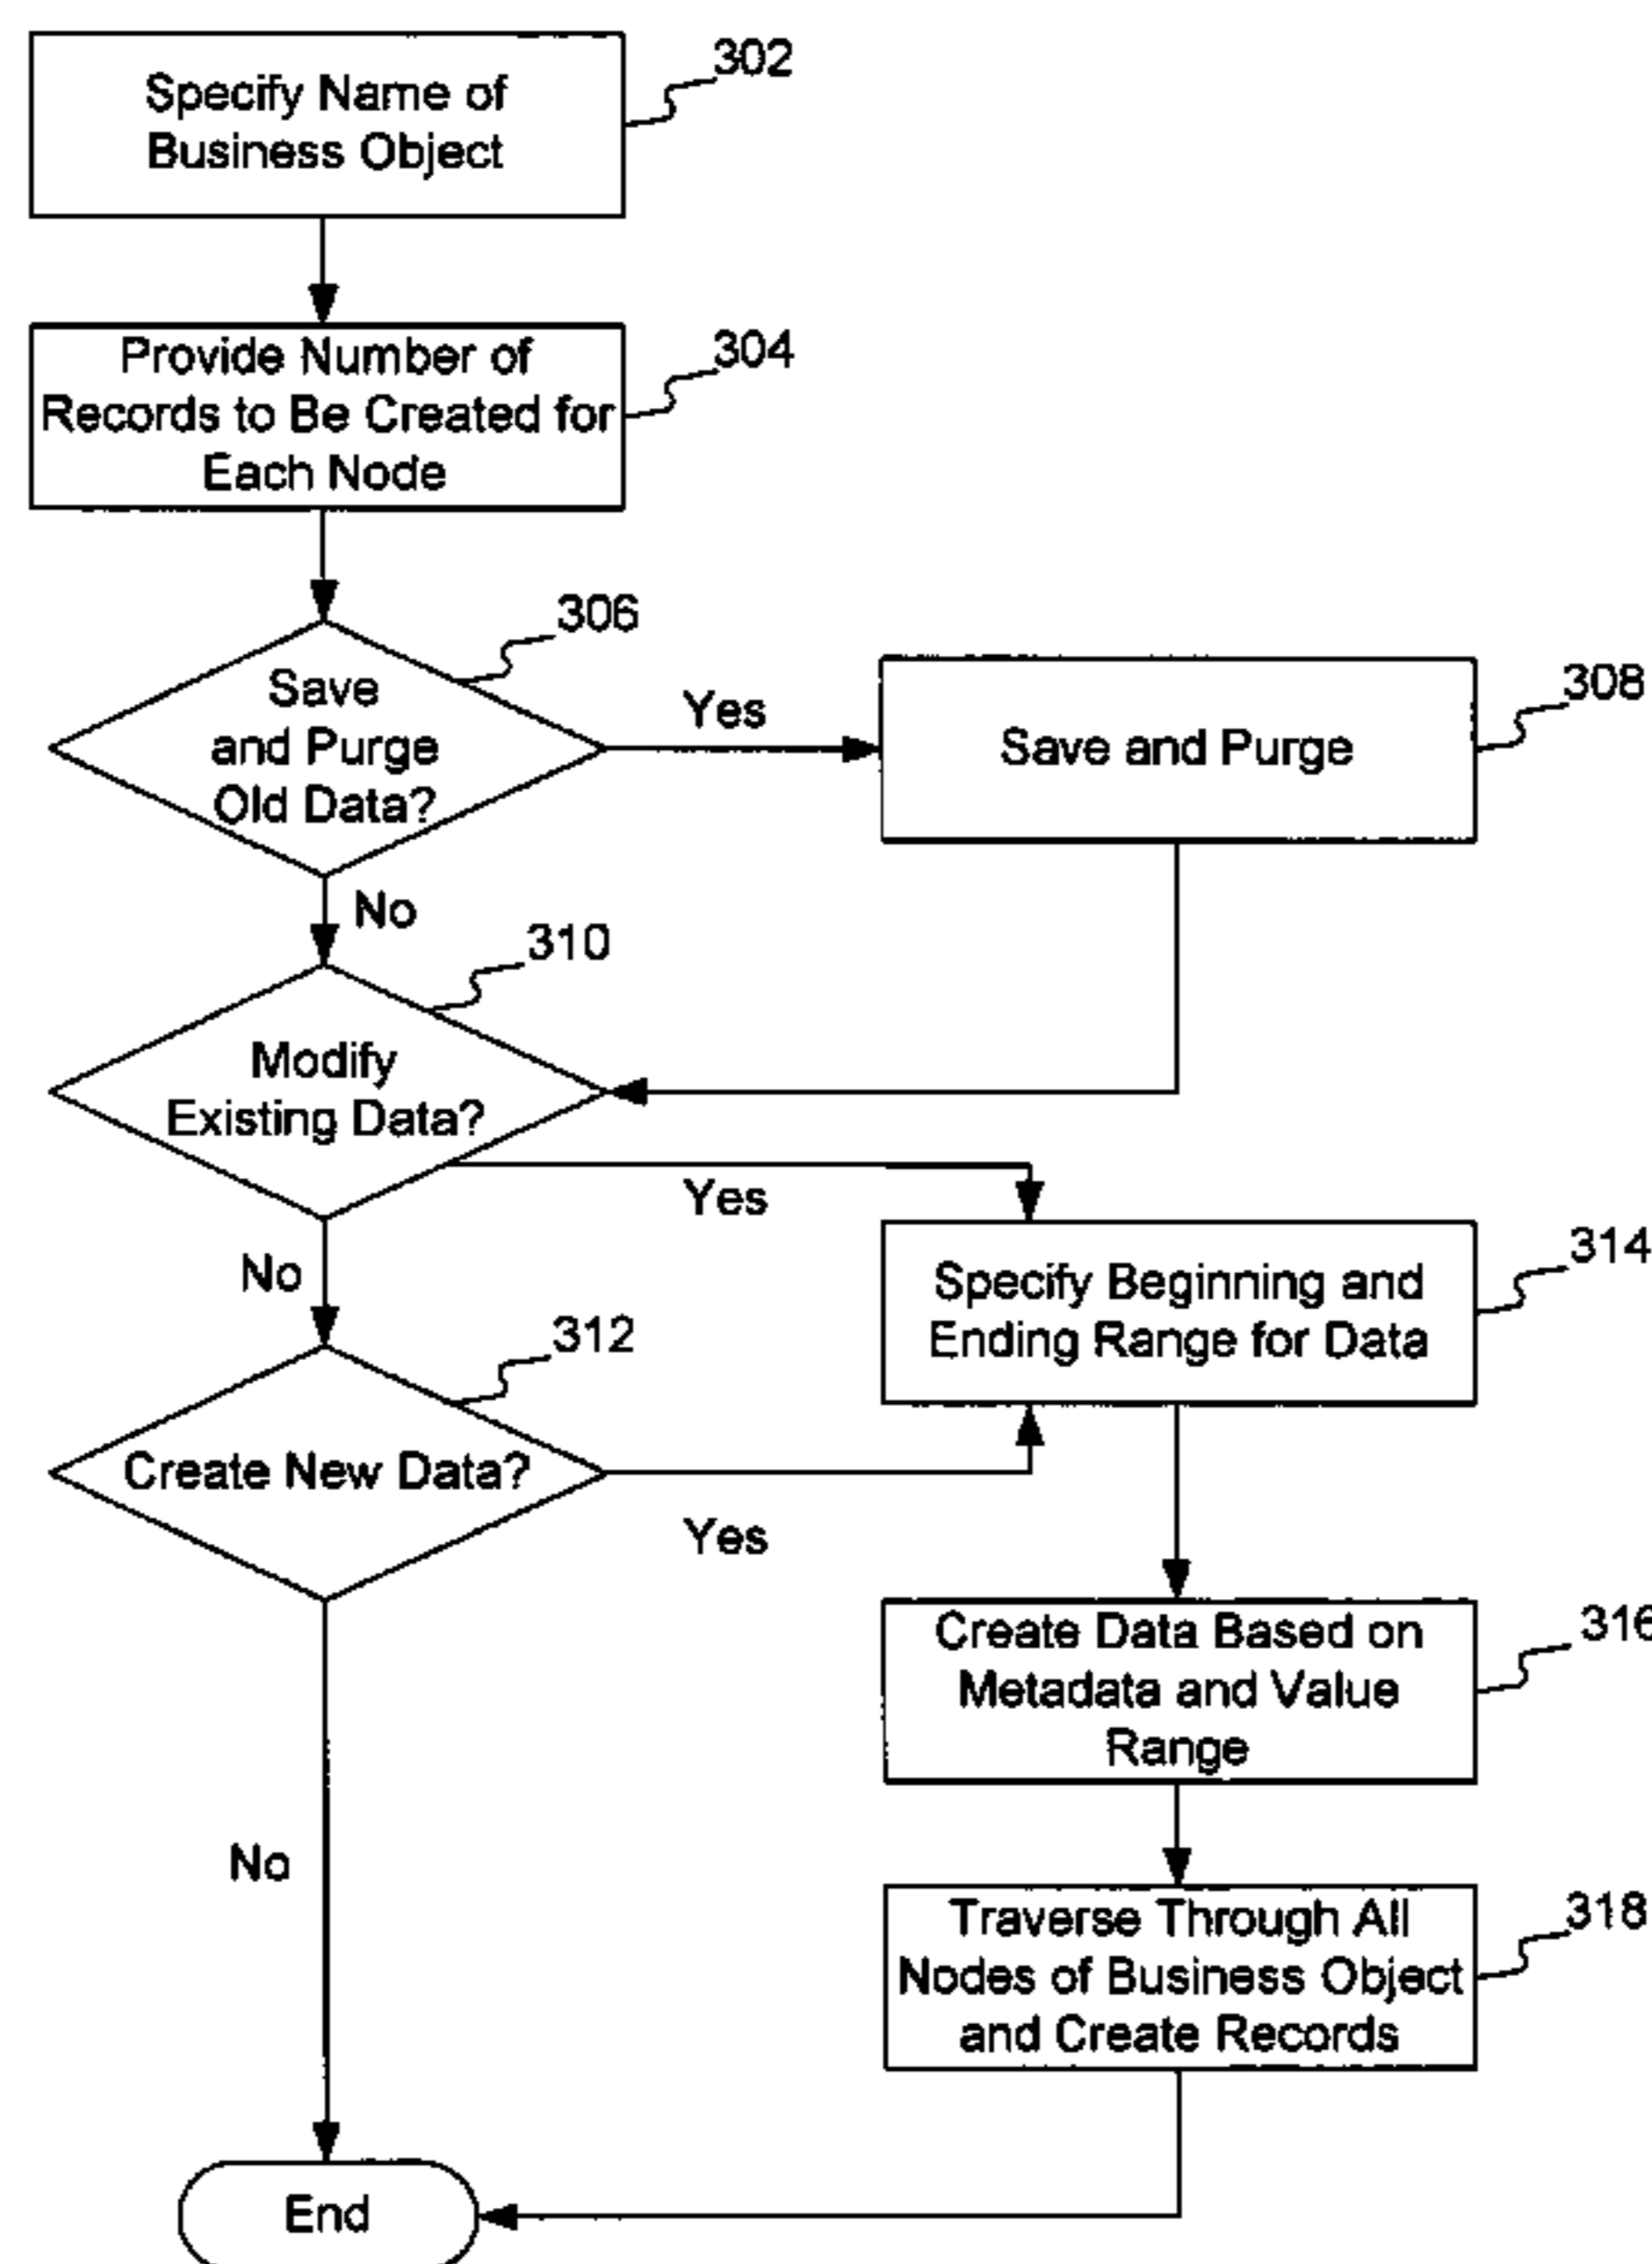 302
Specify Name of
Business Object
304
Provide Number of
Records to Be Created for
Each Node
306
Save
and Purge
Old Data?
Yes
308
Save and Purge
No
310
Modify
Existing Data?
Yes
No
314
Specify Beginning and
Ending Range for Data
312
Create New Data?
Yes
316
Create Data Based on
Metadata and Value
Range
No
318
Traverse Through All
Nodes of Business Object
and Create Records
End